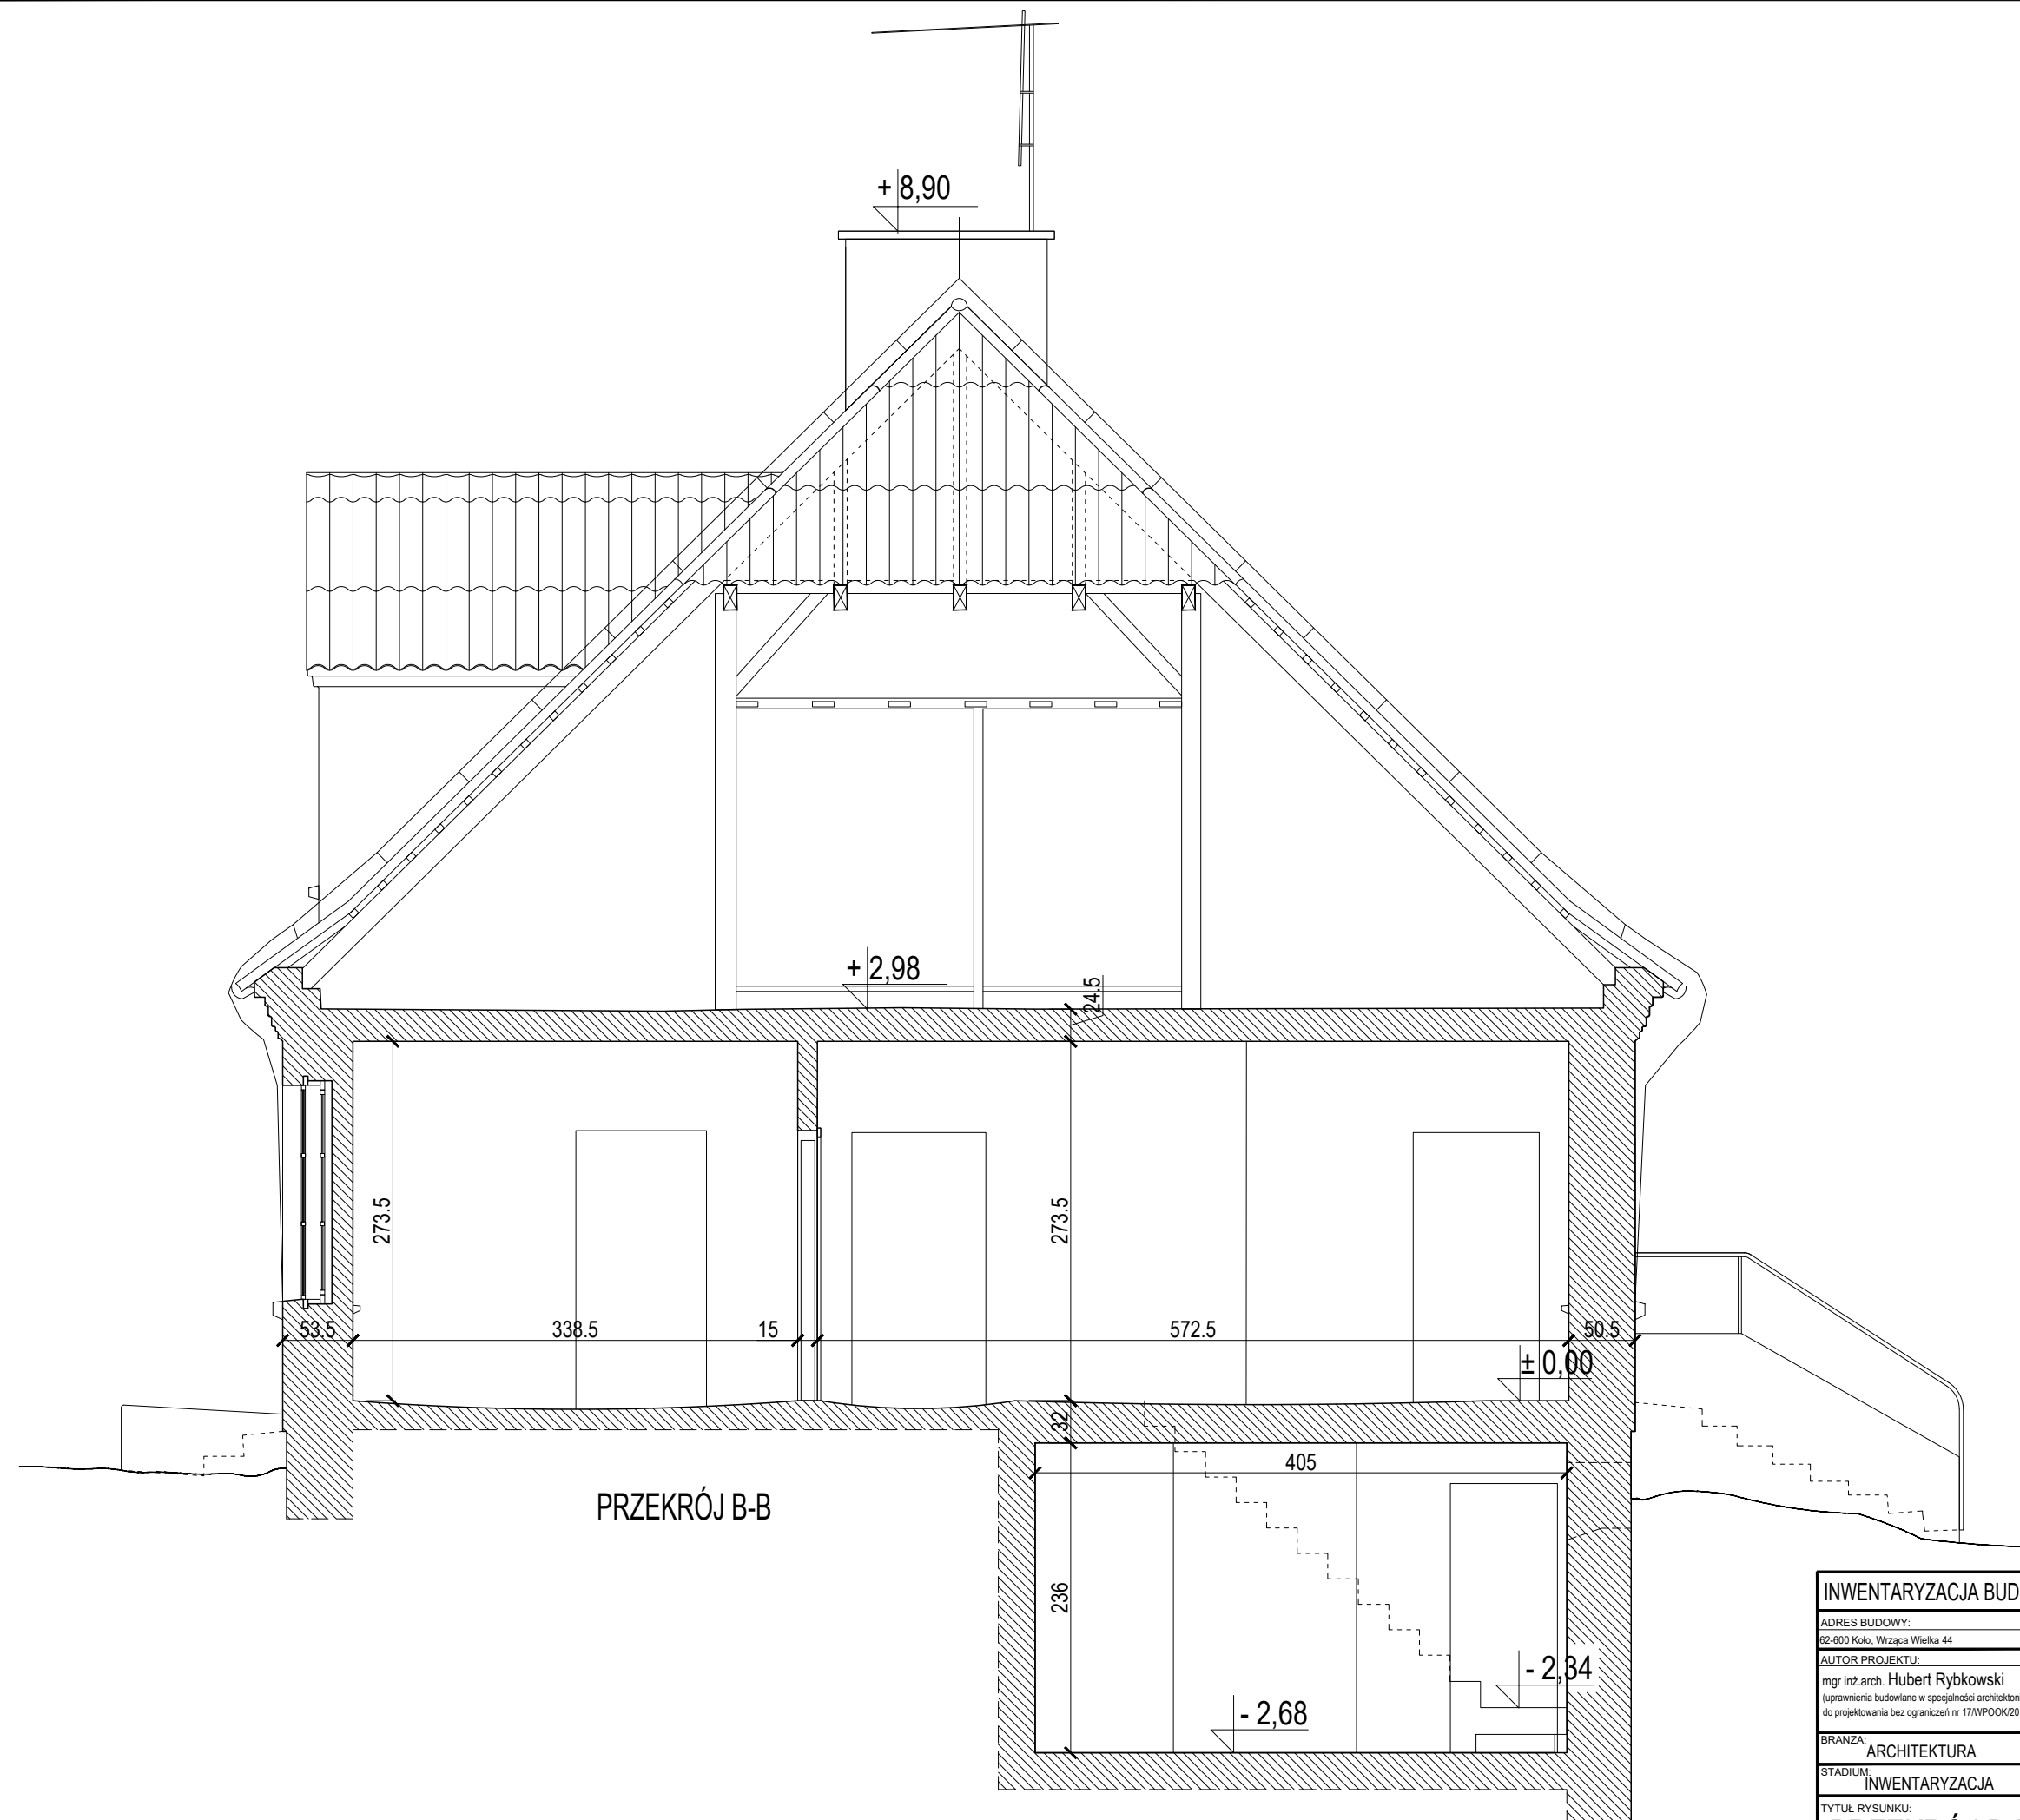 + 8,90
+ 2,98
24.5
273.5
273.5
53.5
338.5
15
572.5
50.5
± 0,00
32
405
PRZEKRÓJ B-B
236
- 2,34
- 2,68
INWENTARYZACJA BUD
ADRES BUDOWY:
62-600 Koło, Wrząca Wielka 44
AUTOR PROJEKTU:
mgr inż.arch. Hubert Rybkowski
(uprawnienia budowlane w specjalności architekton
do projektowania bez ograniczeń nr 17/WPOOK/20
BRANŻA:
ARCHITEKTURA
STADIUM:
INWENTARYZACJA
TYTUŁ RYSUNKU: